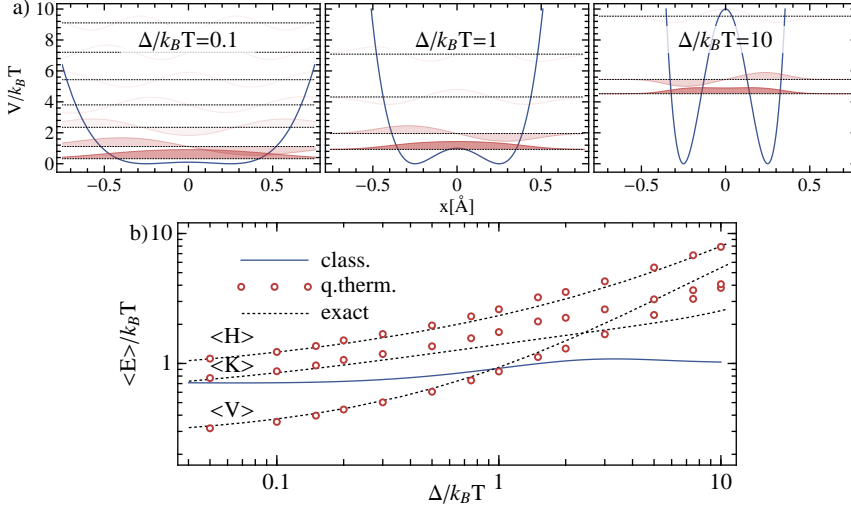 a)
V/k_BT
10
8
6
4
2
0
Δ/k_BT=0.1
Δ/k_BT=1
Δ/k_BT=10
−0.5 0. 0.5
−0.5 0. 0.5
−0.5 0. 0.5
x[Å]
b)
<E>/k_BT
10
1
class.
q.therm.
exact
<H>
<K>
<V>
0.1 1 10
Δ/k_BT